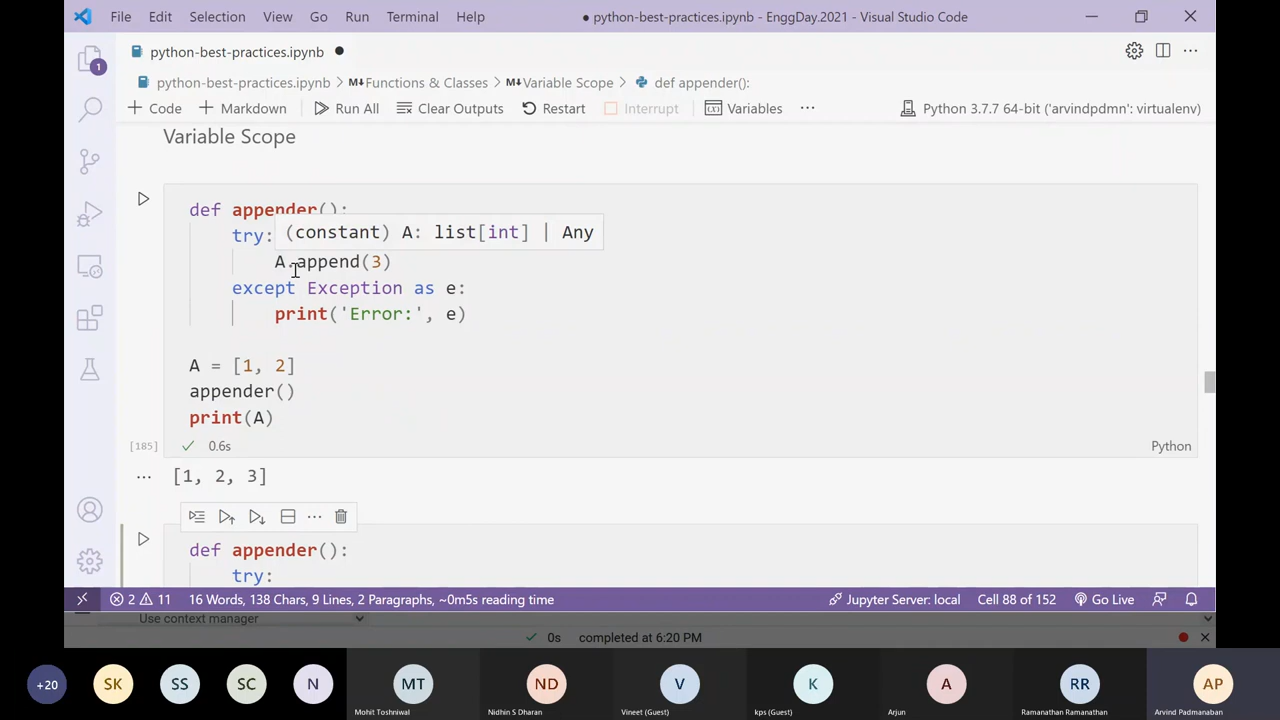 File Edit Selection View Go Run Terminal Help ● python-best-practices.ipynb - EnggDay.2021 - Visual Studio Code
python-best-practices.ipynb ●
python-best-practices.ipynb > M↓Functions & Classes > M↓Variable Scope > def appender():
+ Code + Markdown Run All Clear Outputs Restart Interrupt Variables ... Python 3.7.7 64-bit ('arvindpdmn': virtualenv)
1
Variable Scope
def appender():
try:
(constant) A: list[int] | Any
A.append(3)
except Exception as e:
print('Error:', e)
A = [1, 2]
appender()
print(A)
[185] ✓ 0.6s Python
... [1, 2, 3]
def appender():
try:
2 11 16 Words, 138 Chars, 9 Lines, 2 Paragraphs, ~0m5s reading time Jupyter Server: local Cell 88 of 152 Go Live
Use context manager
✓ 0s completed at 6:20 PM
+20 SK SS SC N MT ND V K A RR AP
Mohit Toshniwal Nidhin S Dharan Vineet (Guest) kps (Guest) Arjun Ramanathan Ramanathan Arvind Padmanaban